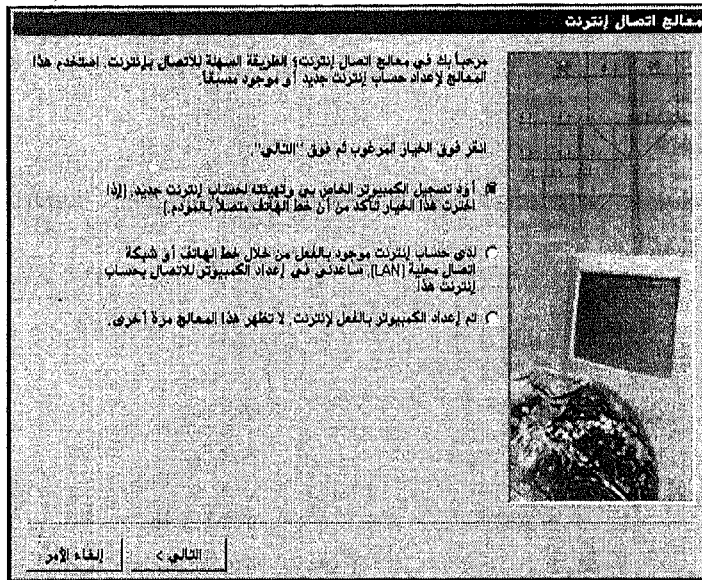 معالج اتصال إنترنت
مرحباً بك في معالج اتصال إنترنت؛ الطريقة السهلة للاتصال بإنترنت. استخدم هذا
المعالج لإعداد حساب إنترنت جديد أو موجود مسبقاً.
انقر فوق الخيار المرغوب ثم فوق "التالي".
أود تسجيل الكمبيوتر الخاص بي وتهيئته لحساب إنترنت جديد. (إذا
اخترت هذا الخيار تأكد من أن خط الهاتف متصلاً بالمودم.)
لدي حساب إنترنت موجود بالفعل من خلال خط الهاتف أو شبكة
اتصال محلية (LAN). ساعدني في إعداد الكمبيوتر للاتصال بحساب
إنترنت هذا.
تم إعداد الكمبيوتر بالفعل لإنترنت. لا تظهر هذا المعالج مرة أخرى.
التالي >
إلغاء الأمر